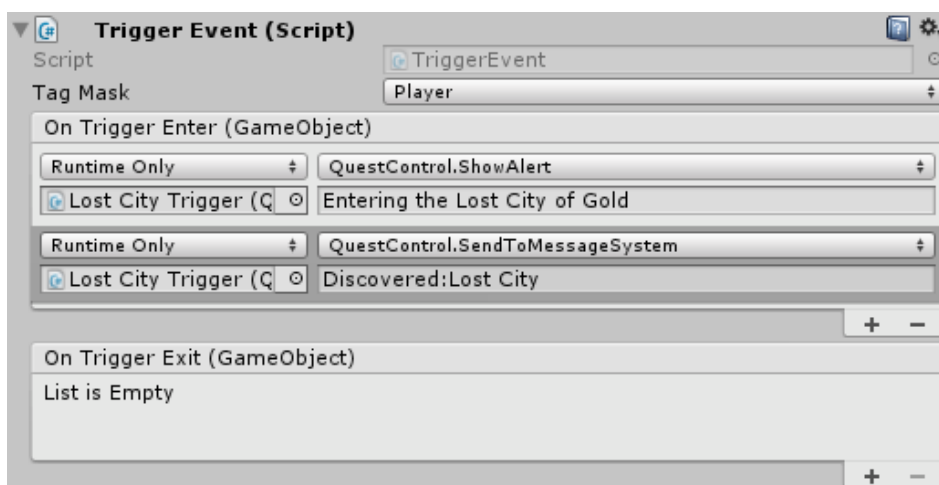 Trigger Event (Script)
Script TriggerEvent
Tag Mask Player
On Trigger Enter (GameObject)
Runtime Only QuestControl.ShowAlert
Lost City Trigger (Q Entering the Lost City of Gold
Runtime Only QuestControl.SendToMessageSystem
Lost City Trigger (Q Discovered:Lost City
+ −
On Trigger Exit (GameObject)
List is Empty
+ −